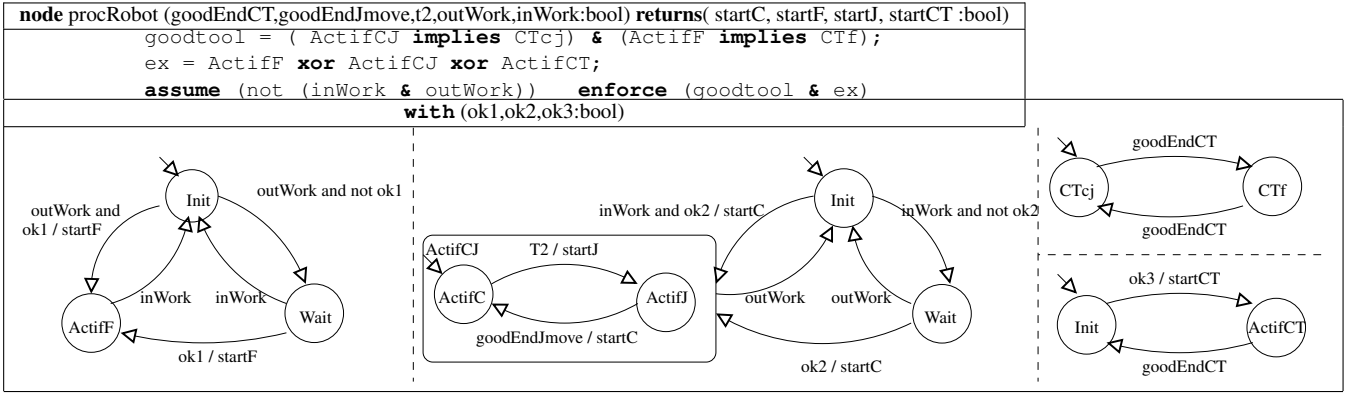 node procRobot (goodEndCT,goodEndJmove,t2,outWork,inWork:bool) returns( startC, startF, startJ, startCT :bool)
goodtool = ( ActifCJ implies CTcj) & (ActifF implies CTf);
ex = ActifF xor ActifCJ xor ActifCT;
assume (not (inWork & outWork)) enforce (goodtool & ex)
with (ok1,ok2,ok3:bool)
Init
outWork and not ok1
outWork and
ok1 / startF
inWork
inWork
ActifF
Wait
ok1 / startF
Init
inWork and ok2 / startC
inWork and not ok2
ActifCJ
T2 / startJ
ActifC
ActifJ
goodEndJmove / startC
outWork
outWork
Wait
ok2 / startC
goodEndCT
CTcj
CTf
goodEndCT
ok3 / startCT
Init
ActifCT
goodEndCT